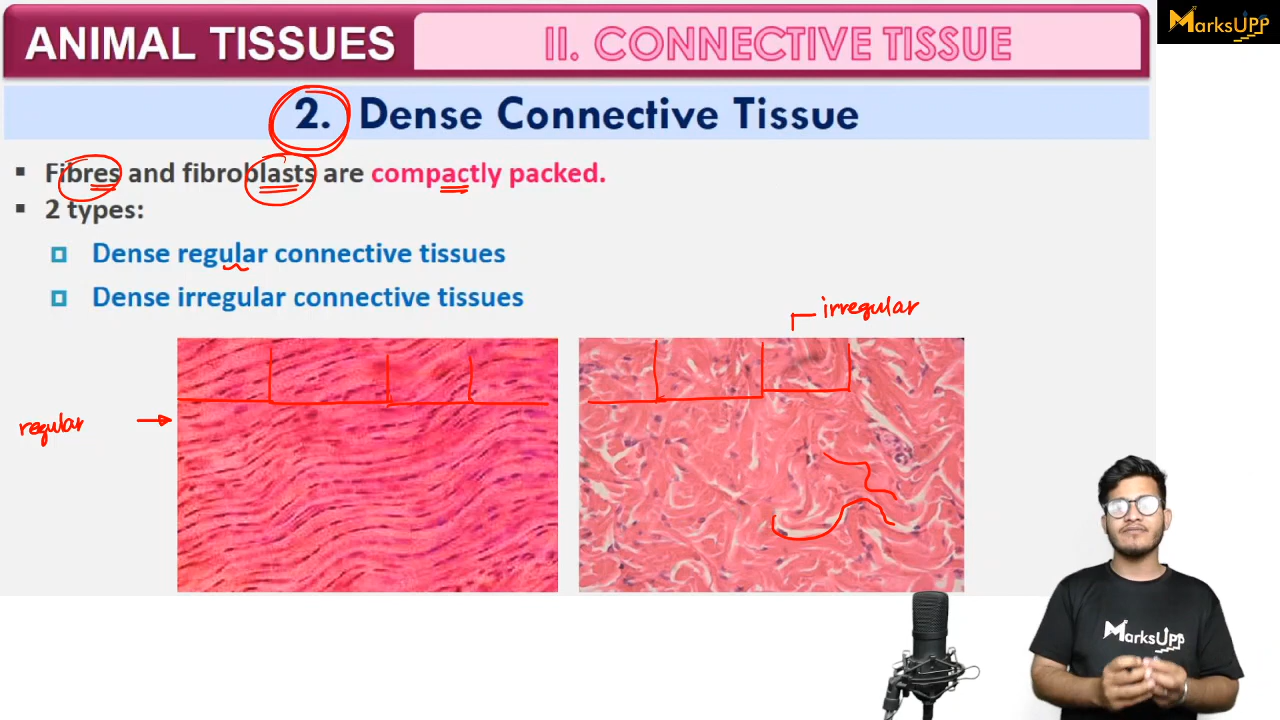 ANIMAL TISSUES
II. CONNECTIVE TISSUE
MarksUPP
2. Dense Connective Tissue
▪ Fibres and fibroblasts are compactly packed.
▪ 2 types:
Dense regular connective tissues
Dense irregular connective tissues
irregular
regular
MarksUPP